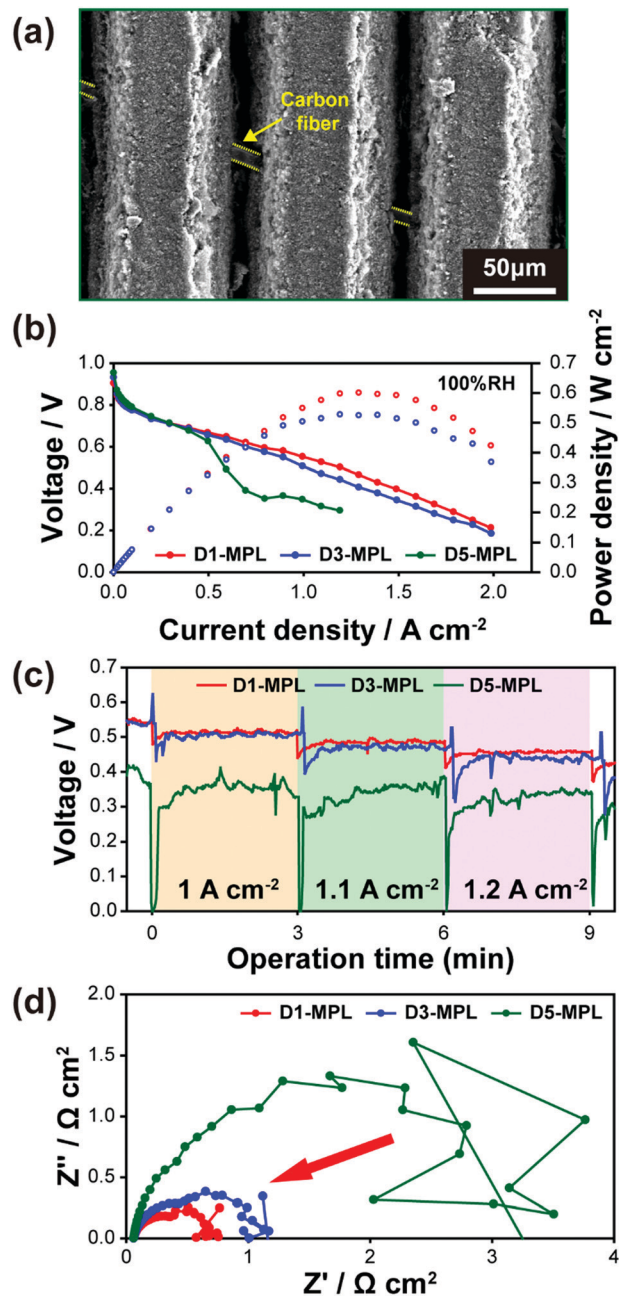 (a)
Carbon
fiber
50µm
(b)
1.0
0.8
0.6
0.4
0.2
0.0
Voltage / V
100%RH
0.7
0.6
0.5
0.4
0.3
0.2
0.1
0.0
Power density / W cm-2
D1-MPL D3-MPL D5-MPL
0.0 0.5 1.0 1.5 2.0
Current density / A cm-2
(c)
0.7
0.6
0.5
0.4
0.3
0.2
0.1
0.0
Voltage / V
D1-MPL D3-MPL D5-MPL
1 A cm-2 1.1 A cm-2 1.2 A cm-2
0 3 6 9
Operation time (min)
(d)
2.0
1.5
1.0
0.5
0.0
Z'' / Ω cm2
D1-MPL D3-MPL D5-MPL
0 1 2 3 4
Z' / Ω cm2